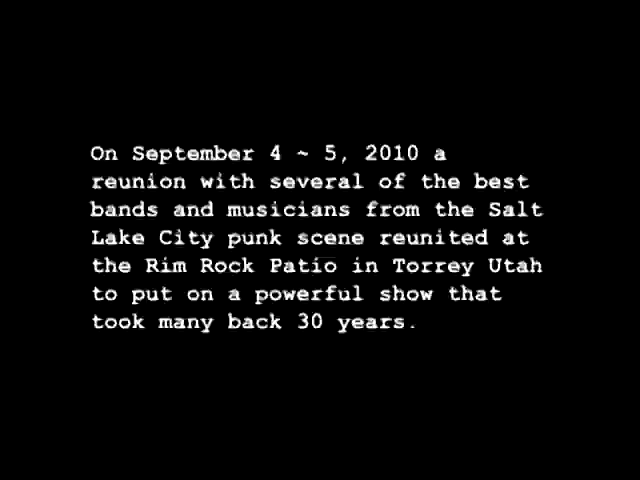 On September 4 ~ 5, 2010 a
reunion with several of the best
bands and musicians from the Salt
Lake City punk scene reunited at
the Rim Rock Patio in Torrey Utah
to put on a powerful show that
took many back 30 years.